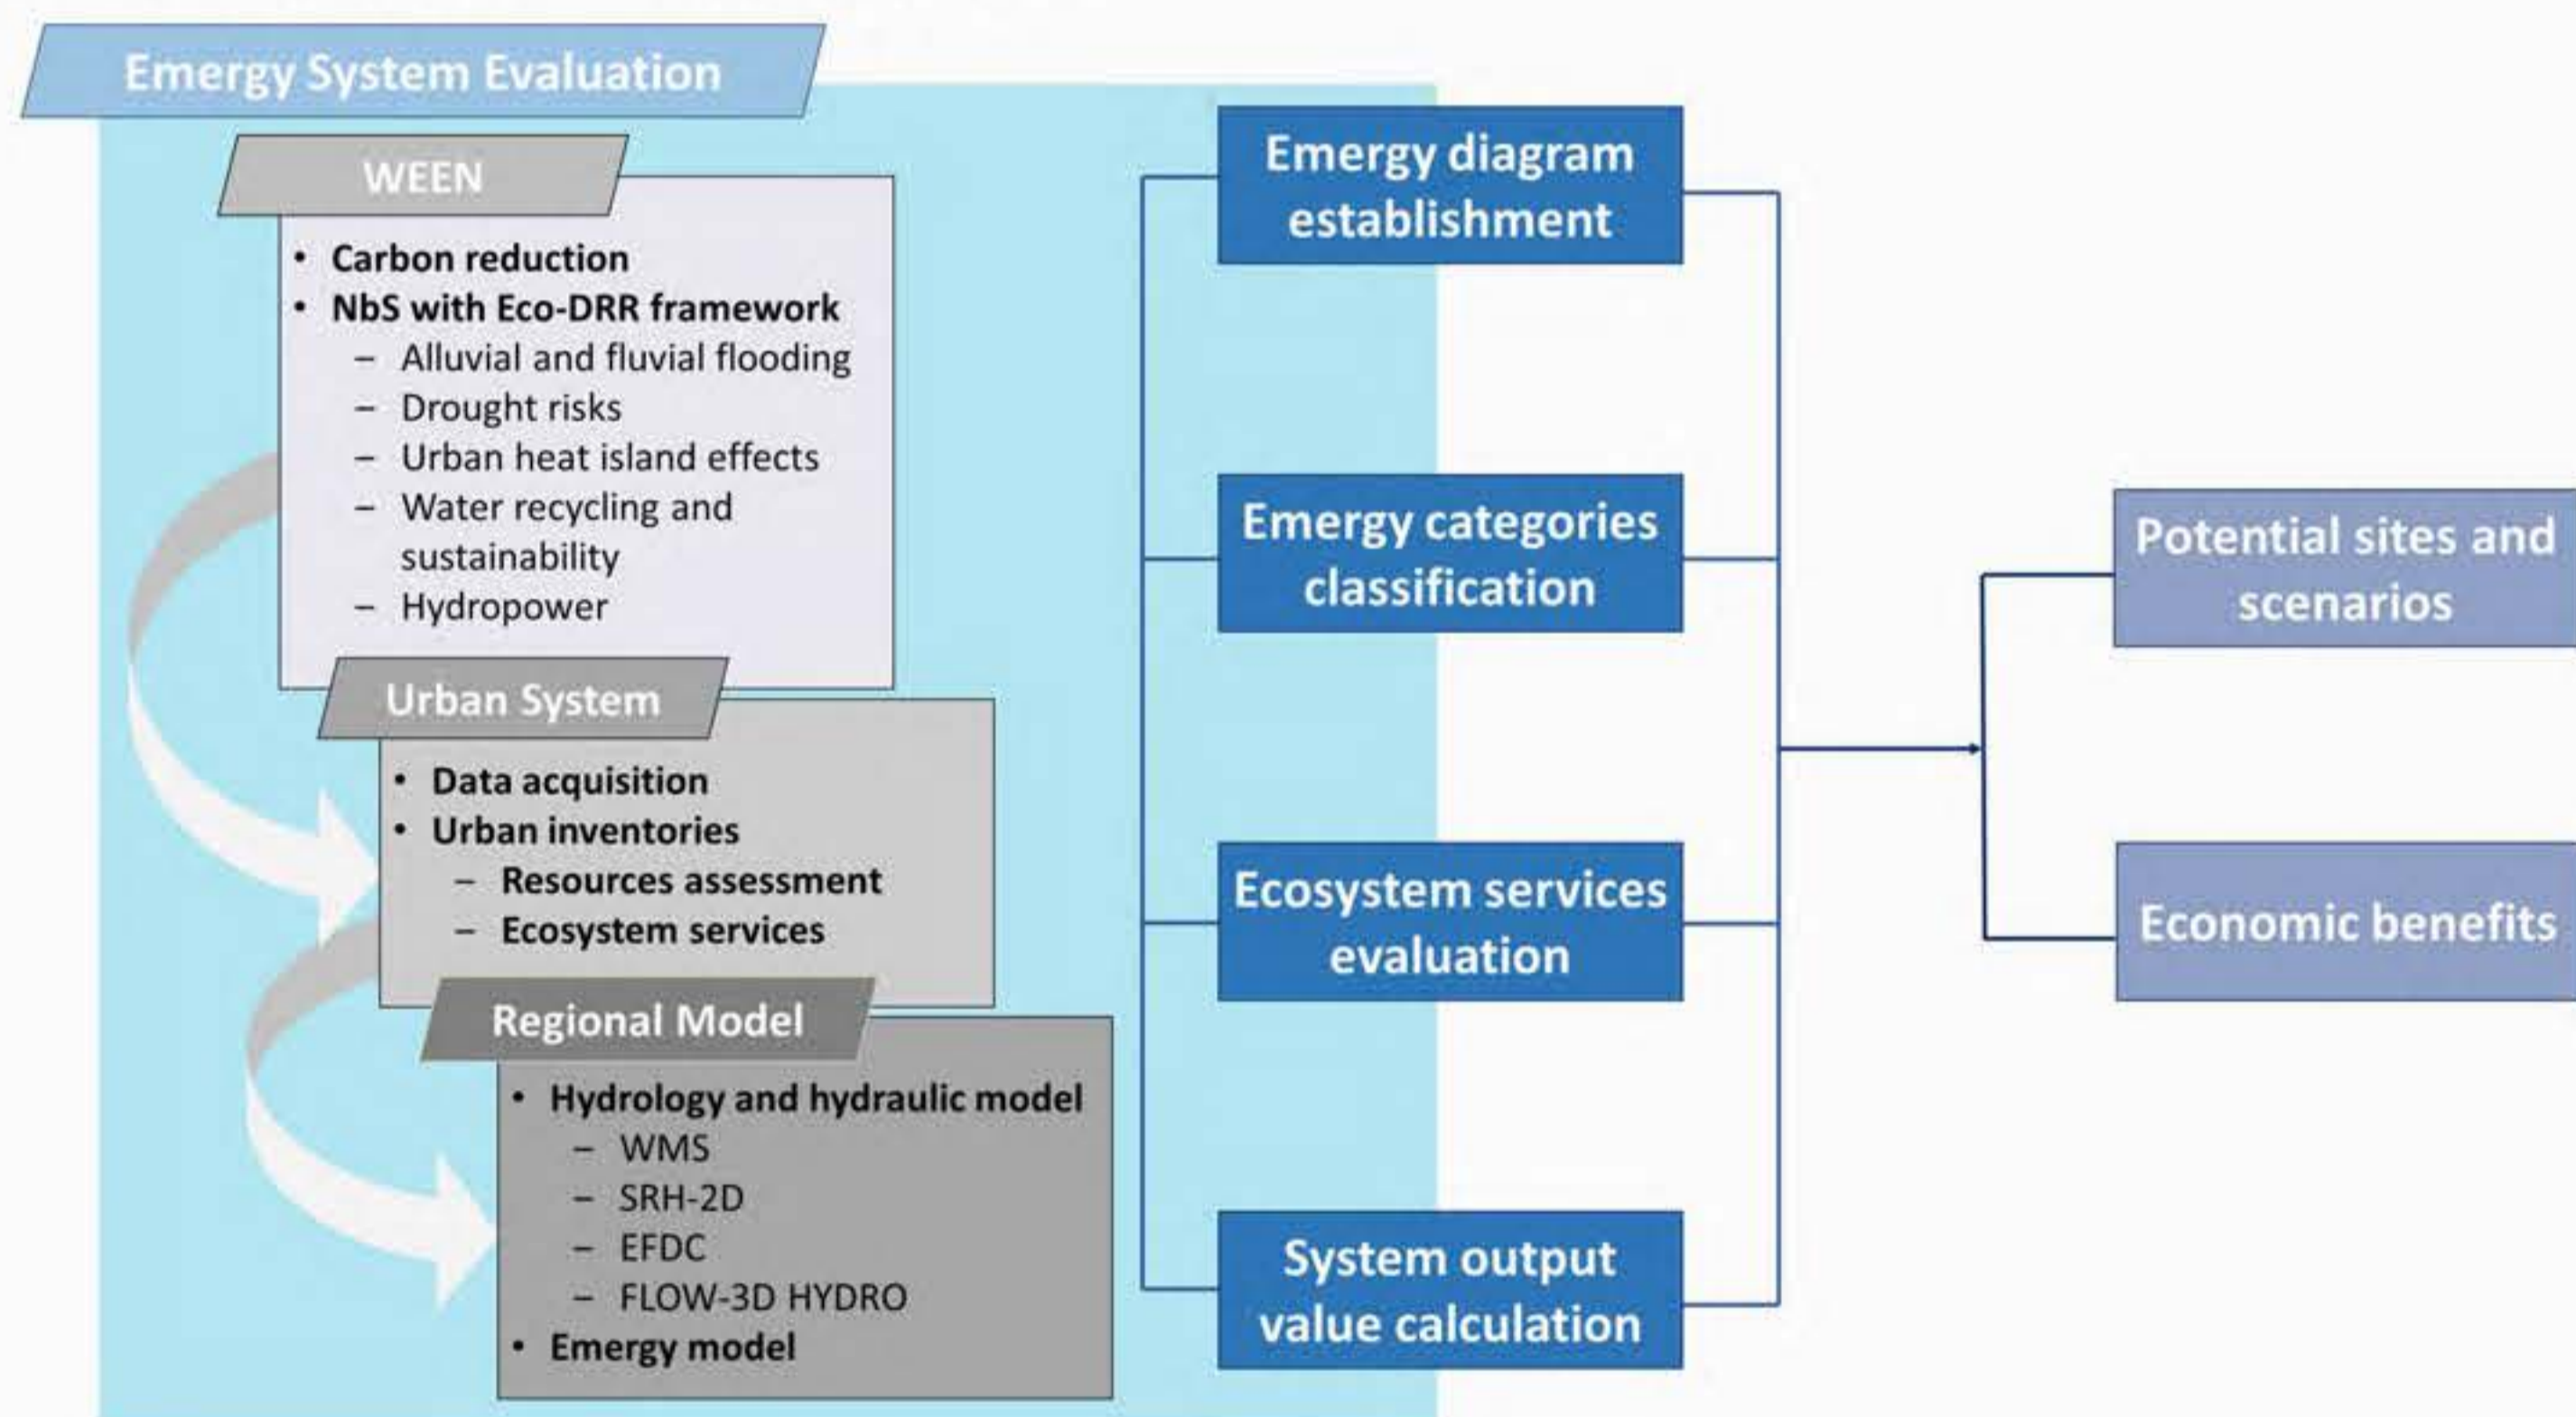 Emergy System Evaluation
WEEN
• Carbon reduction
• NbS with Eco-DRR framework
– Alluvial and fluvial flooding
– Drought risks
– Urban heat island effects
– Water recycling and
sustainability
– Hydropower
Urban System
• Data acquisition
• Urban inventories
– Resources assessment
– Ecosystem services
Regional Model
• Hydrology and hydraulic model
– WMS
– SRH-2D
– EFDC
– FLOW-3D HYDRO
• Emergy model
Emergy diagram
establishment
Emergy categories
classification
Ecosystem services
evaluation
System output
value calculation
Potential sites and
scenarios
Economic benefits